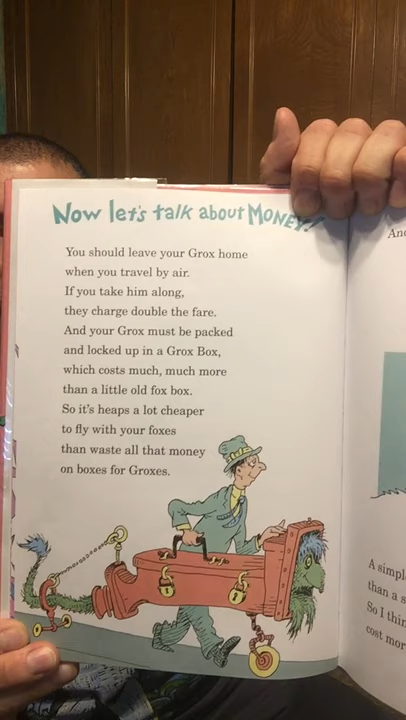 Now let's talk about MONEY!
You should leave your Grox home
when you travel by air.
If you take him along,
they charge double the fare.
And your Grox must be packed
and locked up in a Grox Box,
which costs much, much more
than a little old fox box.
So it's heaps a lot cheaper
to fly with your foxes
than waste all that money
on boxes for Groxes.
A simpl
than a s
So I thin
cost mor